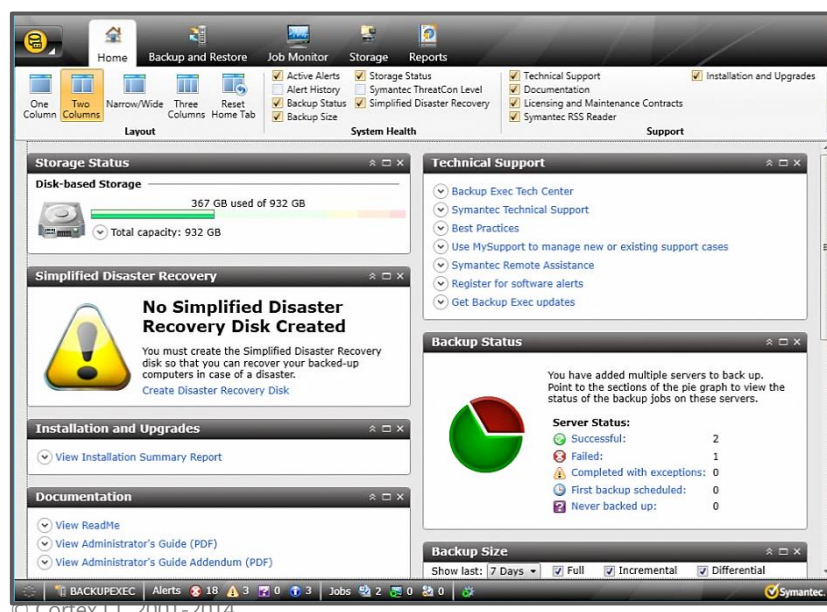 Home
Backup and Restore
Job Monitor
Storage
Reports
One Column
Two Columns
Narrow/Wide
Three Columns
Reset Home Tab
Layout
Active Alerts
Alert History
Backup Status
Backup Size
Storage Status
Symantec ThreatCon Level
Simplified Disaster Recovery
System Health
Technical Support
Documentation
Licensing and Maintenance Contracts
Symantec RSS Reader
Installation and Upgrades
Support
Storage Status
Disk-based Storage
367 GB used of 932 GB
Total capacity: 932 GB
Simplified Disaster Recovery
No Simplified Disaster
Recovery Disk Created
You must create the Simplified Disaster Recovery
disk so that you can recover your backed-up
computers in case of a disaster.
Create Disaster Recovery Disk
Installation and Upgrades
View Installation Summary Report
Documentation
View ReadMe
View Administrator's Guide (PDF)
View Administrator's Guide Addendum (PDF)
Technical Support
Backup Exec Tech Center
Symantec Technical Support
Best Practices
Use MySupport to manage new or existing support cases
Symantec Remote Assistance
Register for software alerts
Get Backup Exec updates
Backup Status
You have added multiple servers to back up.
Point to the sections of the pie graph to view the
status of the backup jobs on these servers.
Server Status:
Successful: 2
Failed: 1
Completed with exceptions: 0
First backup scheduled: 0
Never backed up: 0
Backup Size
Show last: 7 Days Full Incremental Differential
BACKUPEXEC Alerts 18 3 0 3 Jobs 2 0 0
Symantec.
© Cortex I.T. 2001-2014